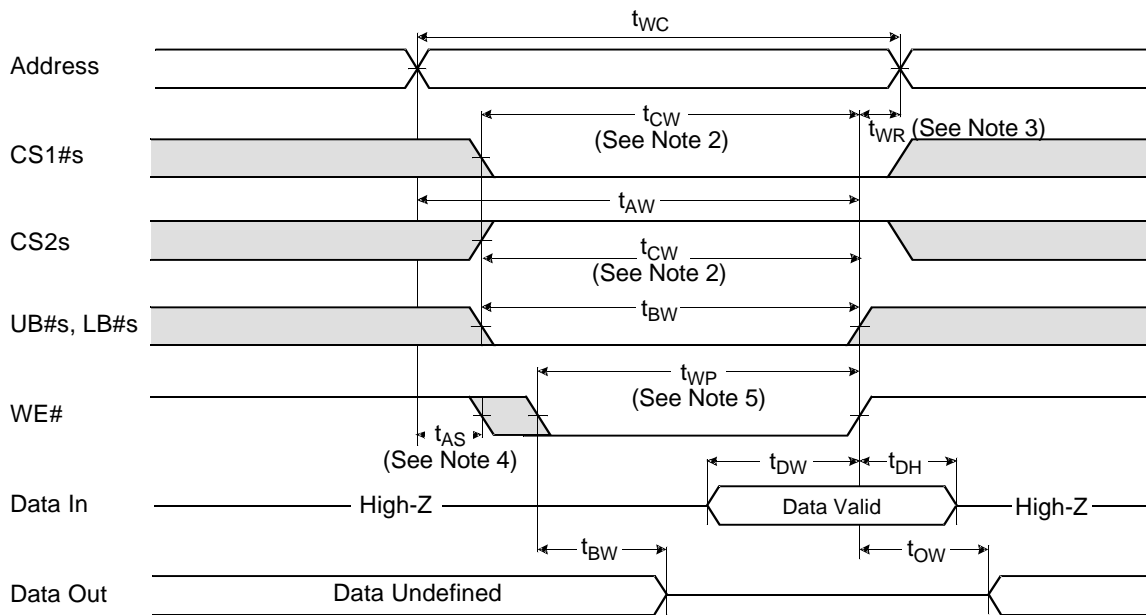 tWC
Address
tCW
(See Note 2)
tWR (See Note 3)
CS1#s
tAW
CS2s
tCW
(See Note 2)
tBW
UB#s, LB#s
tWP
(See Note 5)
WE#
tAS
(See Note 4)
tDW
tDH
Data In
High-Z
Data Valid
High-Z
tBW
tOW
Data Out
Data Undefined